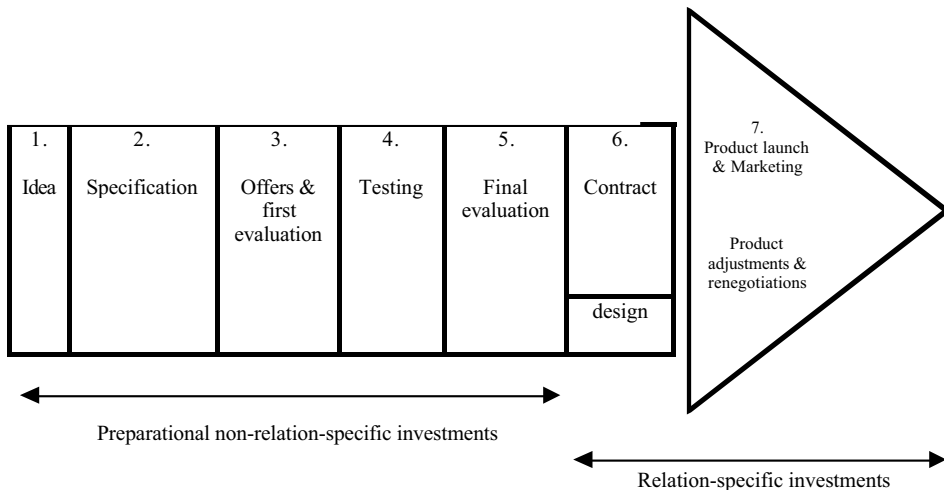 1.
Idea
2.
Specification
3.
Offers &
first
evaluation
4.
Testing
5.
Final
evaluation
6.
Contract
design
7.
Product launch
& Marketing
Product
adjustments &
renegotiations
Preparational non-relation-specific investments
Relation-specific investments